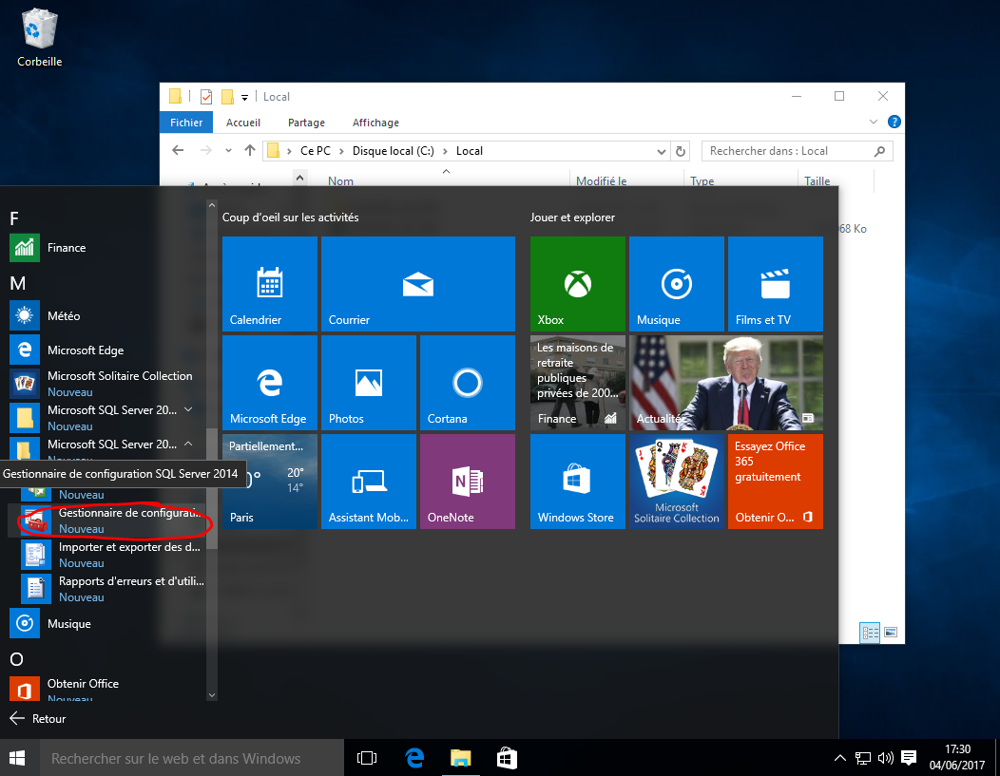 Corbeille
Local
Fichier
Accueil
Partage
Affichage
Ce PC
Disque local (C:)
Local
Rechercher dans : Local
Nom
Modifié le
Type
Taille
68 Ko
F
Finance
M
Météo
Microsoft Edge
Microsoft Solitaire Collection
Nouveau
Microsoft SQL Server 20...
Nouveau
Microsoft SQL Server 20...
Gestionnaire de configuration SQL Server 2014
Nouveau
Gestionnaire de configurati...
Nouveau
Importer et exporter des d...
Nouveau
Rapports d'erreurs et d'utili...
Nouveau
Musique
O
Obtenir Office
Nouveau
Retour
Coup d'oeil sur les activités
Calendrier
Courrier
Microsoft Edge
Photos
Cortana
Partiellement...
20°
14°
Paris
Assistant Mob...
OneNote
Jouer et explorer
Xbox
Musique
Films et TV
Les maisons de
retraite
publiques
privées de 200...
Finance
Actualités
Windows Store
Microsoft
Solitaire Collection
Essayez Office
365
gratuitement
Obtenir O...
Rechercher sur le web et dans Windows
17:30
04/06/2017